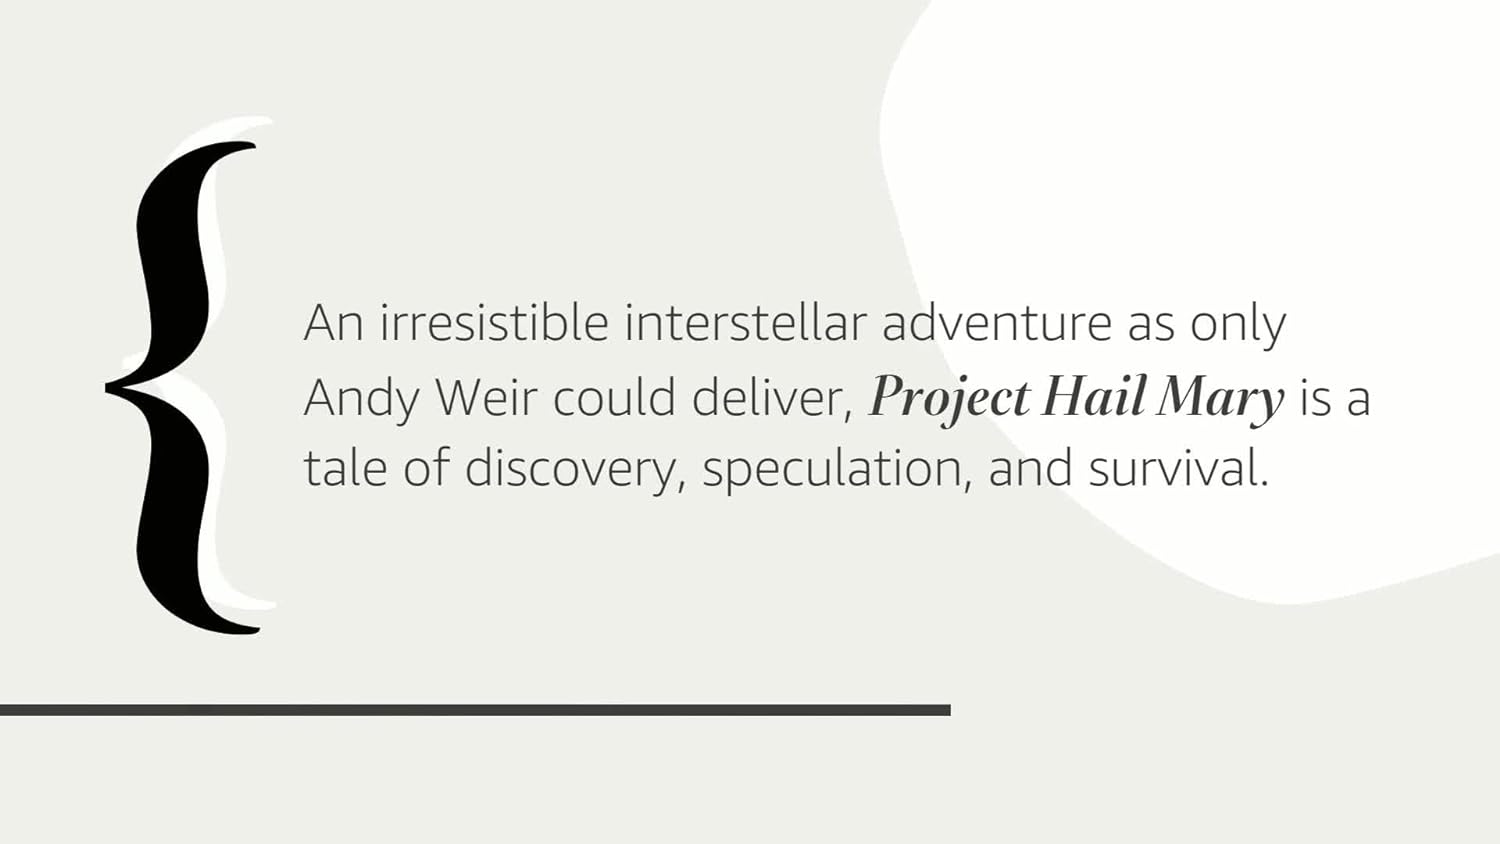 An irresistible interstellar adventure as only
Andy Weir could deliver, Project Hail Mary is a
tale of discovery, speculation, and survival.